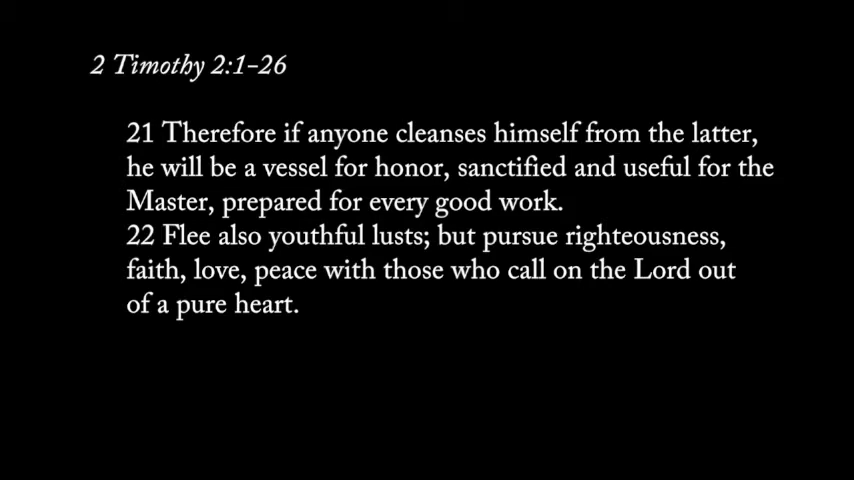 2 Timothy 2:1-26
21 Therefore if anyone cleanses himself from the latter,
he will be a vessel for honor, sanctified and useful for the
Master, prepared for every good work.
22 Flee also youthful lusts; but pursue righteousness,
faith, love, peace with those who call on the Lord out
of a pure heart.